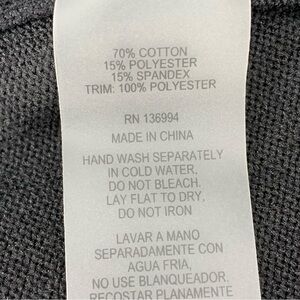 70% COTTON
15% POLYESTER
15% SPANDEX
TRIM: 100% POLYESTER
RN 136994
MADE IN CHINA
HAND WASH SEPARATELY
IN COLD WATER,
DO NOT BLEACH.
LAY FLAT TO DRY,
DO NOT IRON
LAVAR A MANO
SEPARADAMENTE CON
AGUA FRIA,
NO USE BLANQUEADOR.
RECOSTAR PLANAMENTE